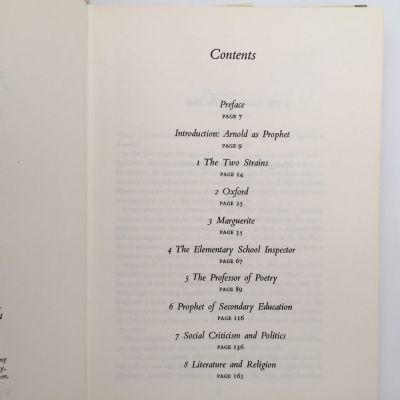 Contents
Preface
PAGE 7
Introduction: Arnold as Prophet
PAGE 9
1 The Two Strains
PAGE 14
2 Oxford
PAGE 25
3 Marguerite
PAGE 33
4 The Elementary School Inspector
PAGE 67
5 The Professor of Poetry
PAGE 89
6 Prophet of Secondary Education
PAGE 116
7 Social Criticism and Politics
PAGE 136
8 Literature and Religion
PAGE 163